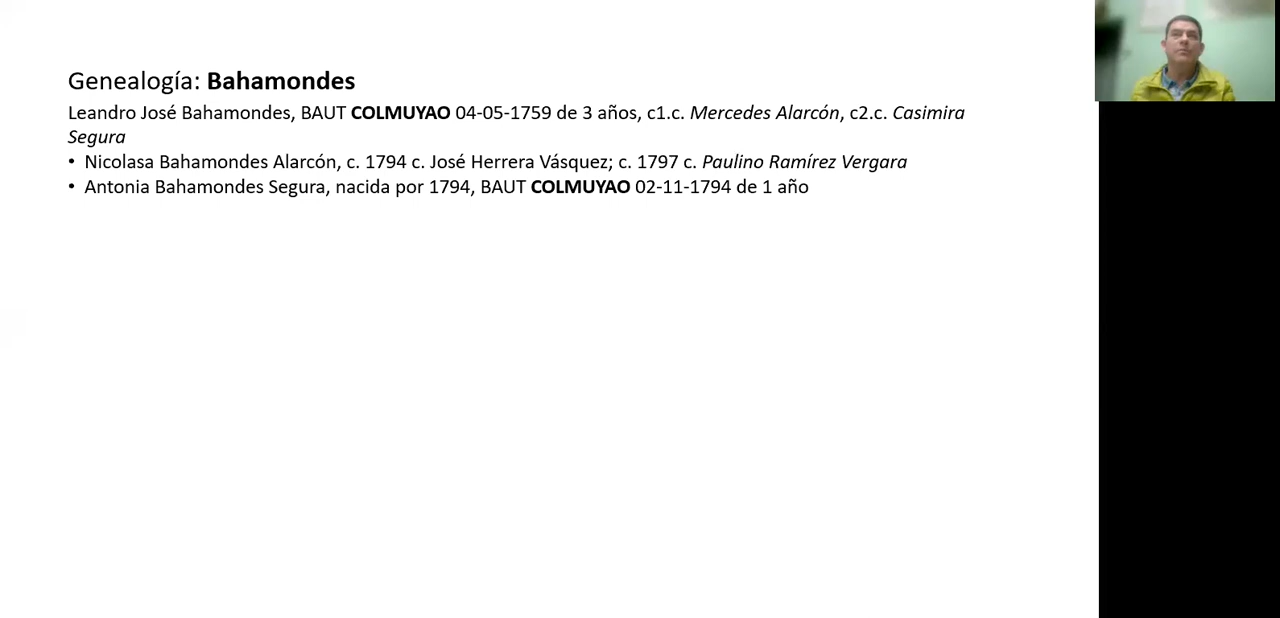 Genealogía: Bahamondes
Leandro José Bahamondes, BAUT COLMUYAO 04-05-1759 de 3 años, c1.c. Mercedes Alarcón, c2.c. Casimira
Segura
• Nicolasa Bahamondes Alarcón, c. 1794 c. José Herrera Vásquez; c. 1797 c. Paulino Ramírez Vergara
• Antonia Bahamondes Segura, nacida por 1794, BAUT COLMUYAO 02-11-1794 de 1 año